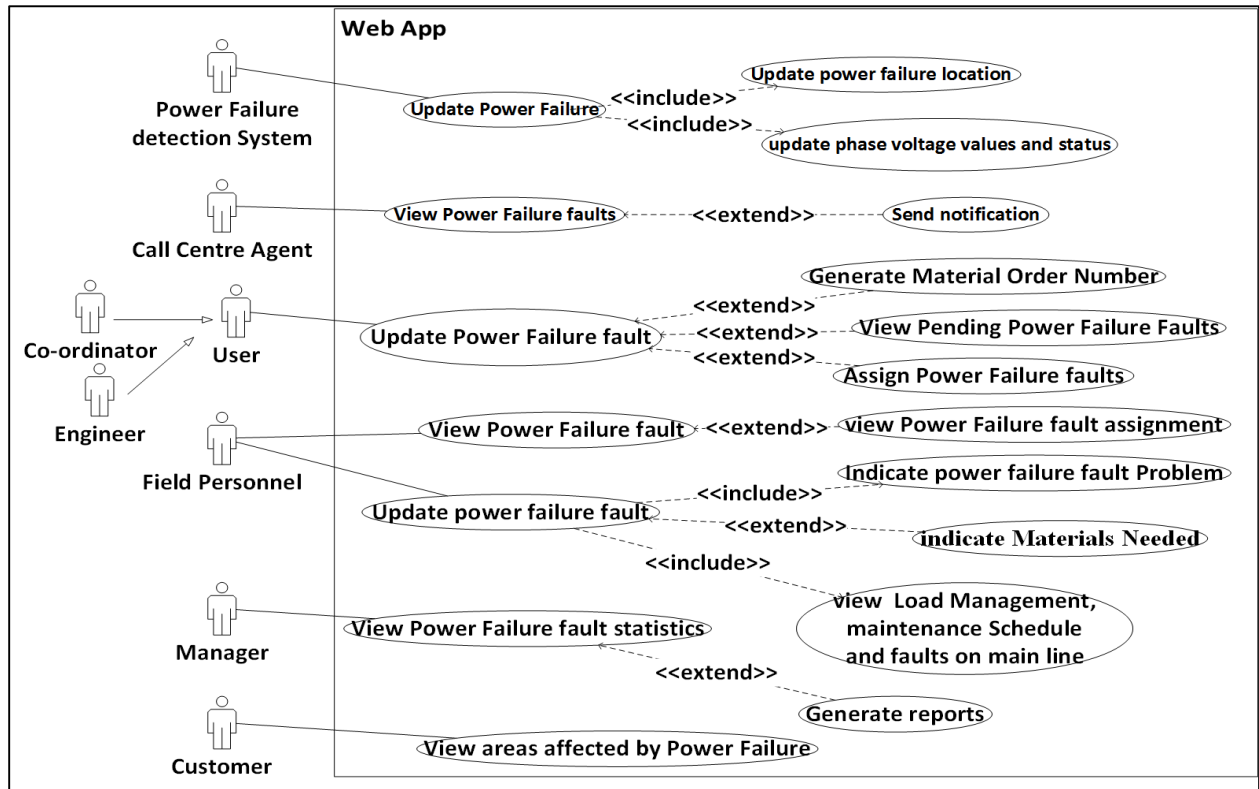 Web App
Power Failure
detection System
Update Power Failure
<<include>>
Update power failure location
<<include>>
update phase voltage values and status
Call Centre Agent
View Power Failure faults
<<extend>>
Send notification
Co-ordinator
User
Engineer
Update Power Failure fault
<<extend>>
Generate Material Order Number
<<extend>>
View Pending Power Failure Faults
<<extend>>
Assign Power Failure faults
Field Personnel
View Power Failure fault
<<extend>>
view Power Failure fault assignment
Update power failure fault
<<include>>
Indicate power failure fault Problem
<<extend>>
indicate Materials Needed
<<include>>
view Load Management,
maintenance Schedule
and faults on main line
Manager
View Power Failure fault statistics
<<extend>>
Generate reports
Customer
View areas affected by Power Failure